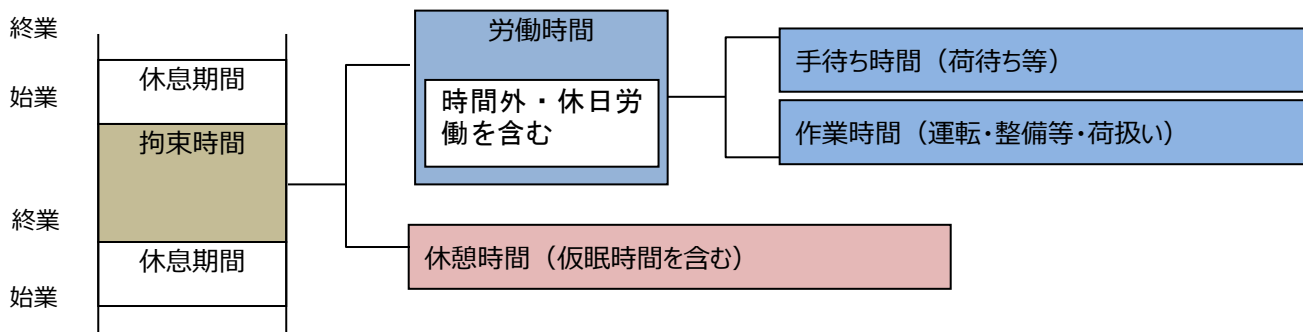 終業
休息期間
始業
拘束時間
終業
休息期間
始業
労働時間
時間外・休日労
働を含む
手待ち時間（荷待ち等）
作業時間（運転・整備等・荷扱い）
休憩時間（仮眠時間を含む）